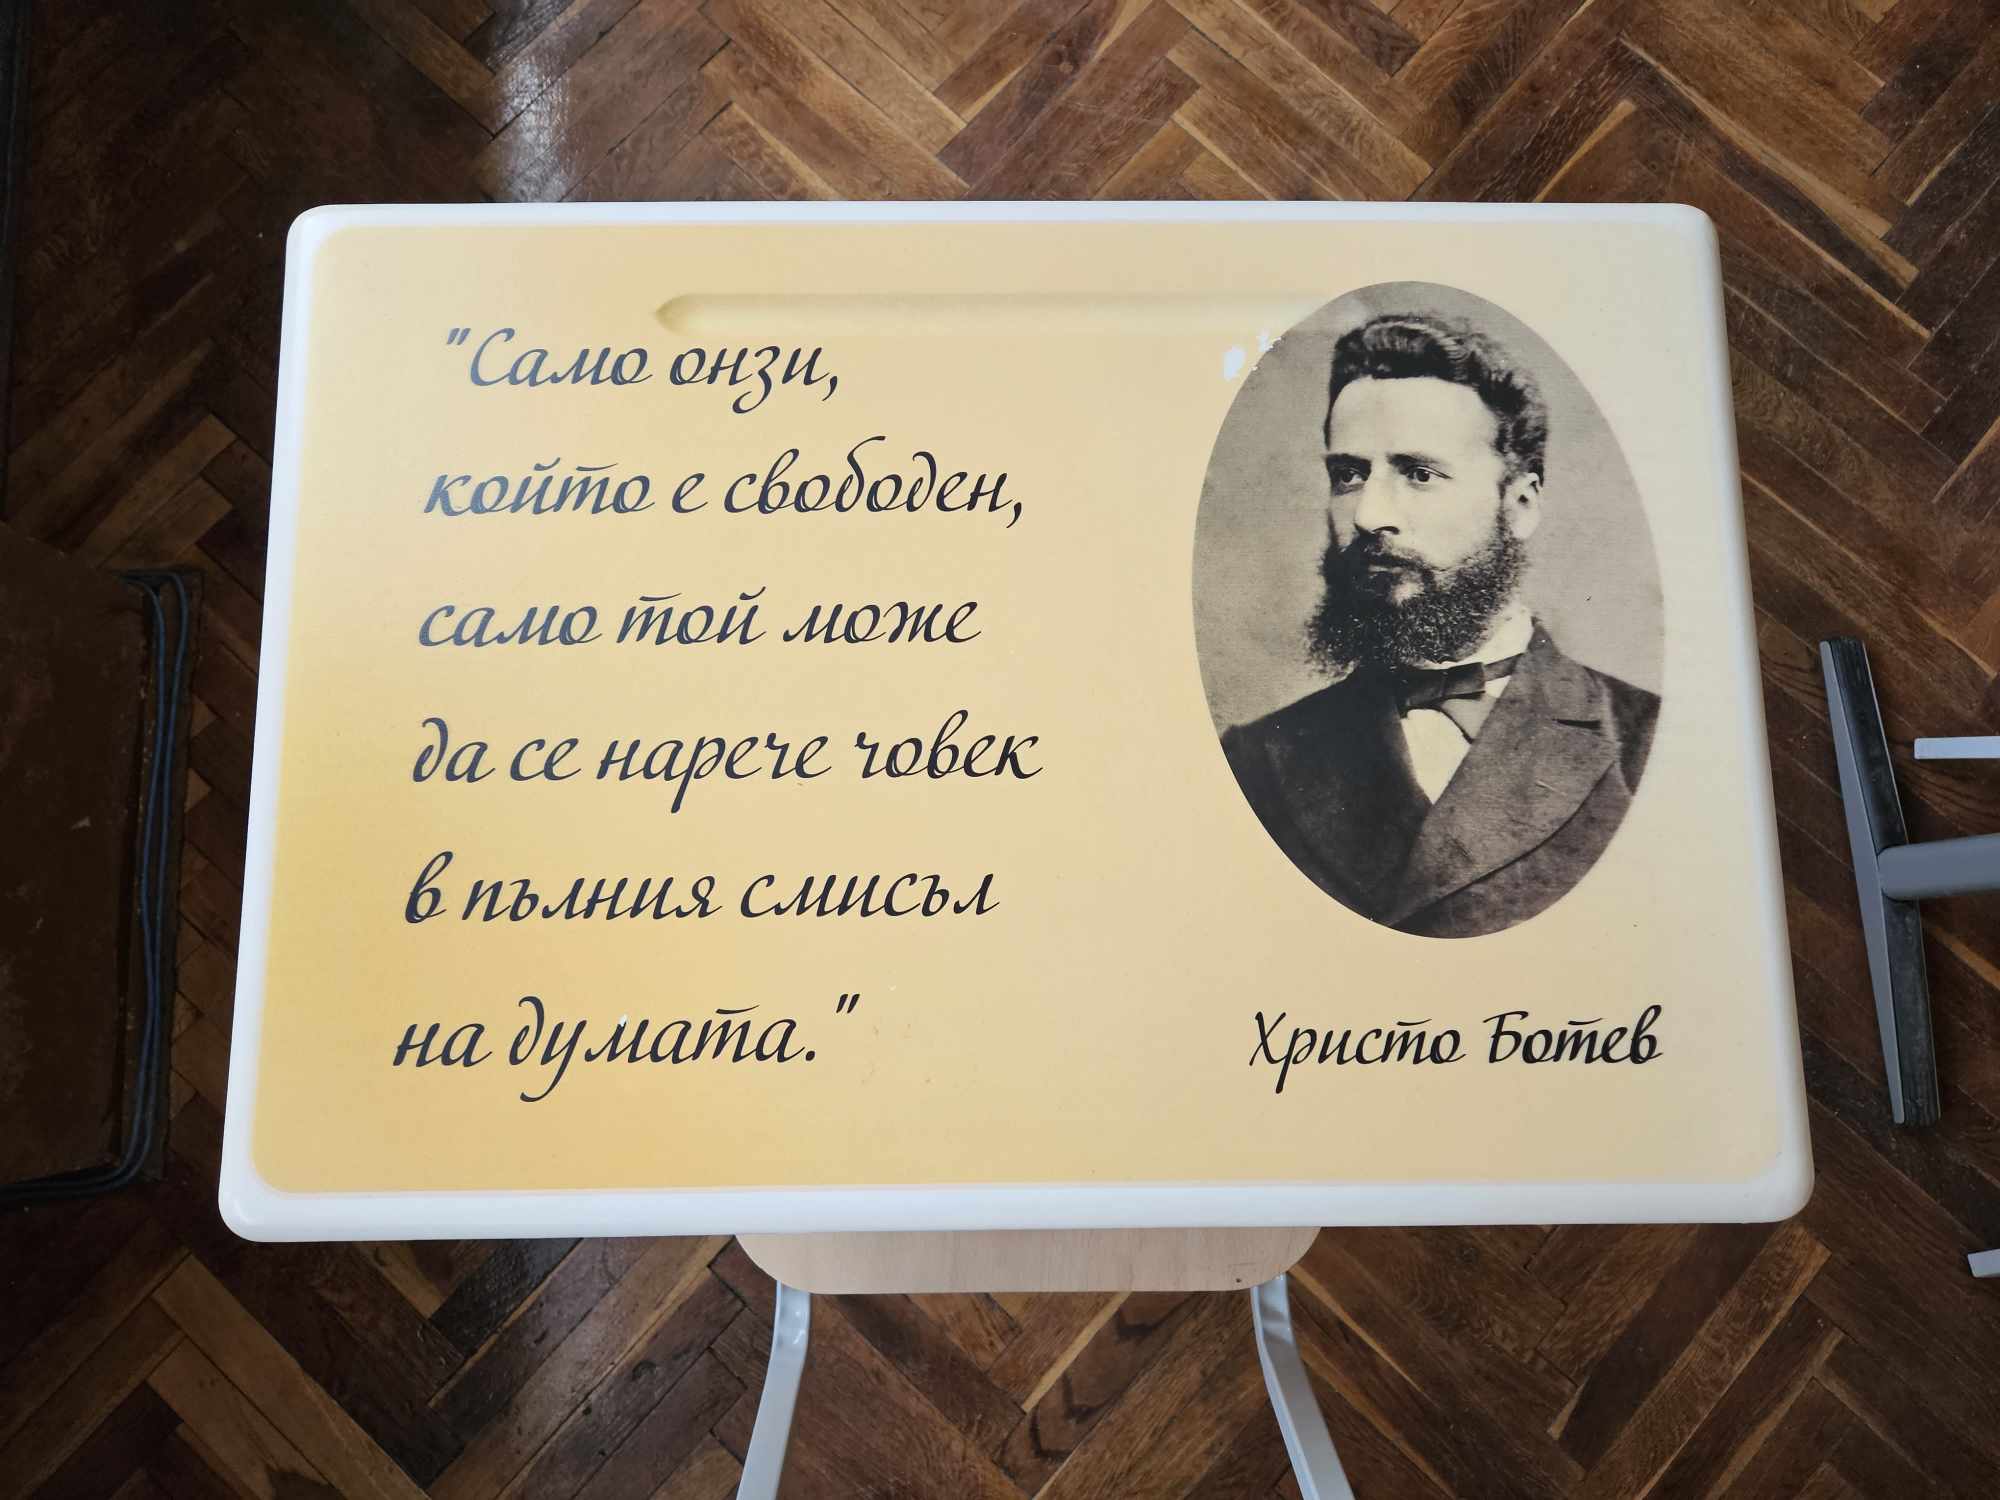 "Само онзи,
който е свободен,
само той може
да се нарече човек
в пълния смисъл
на думата."
Христо Ботев